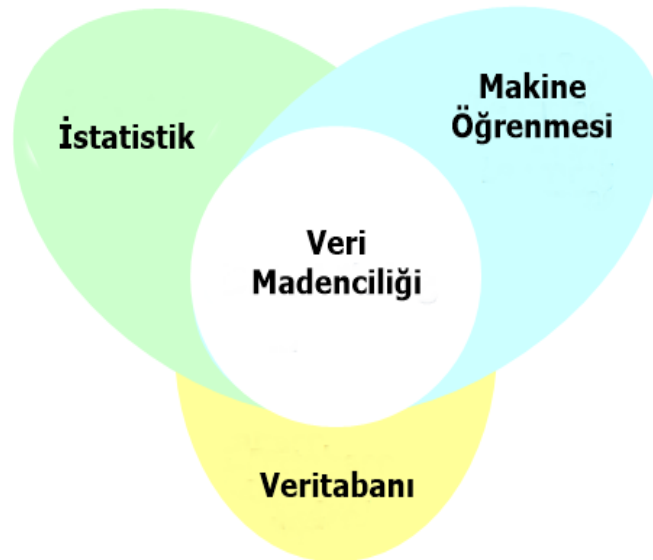 İstatistik
Makine
Öğrenmesi
Veri
Madenciliği
Veritabanı